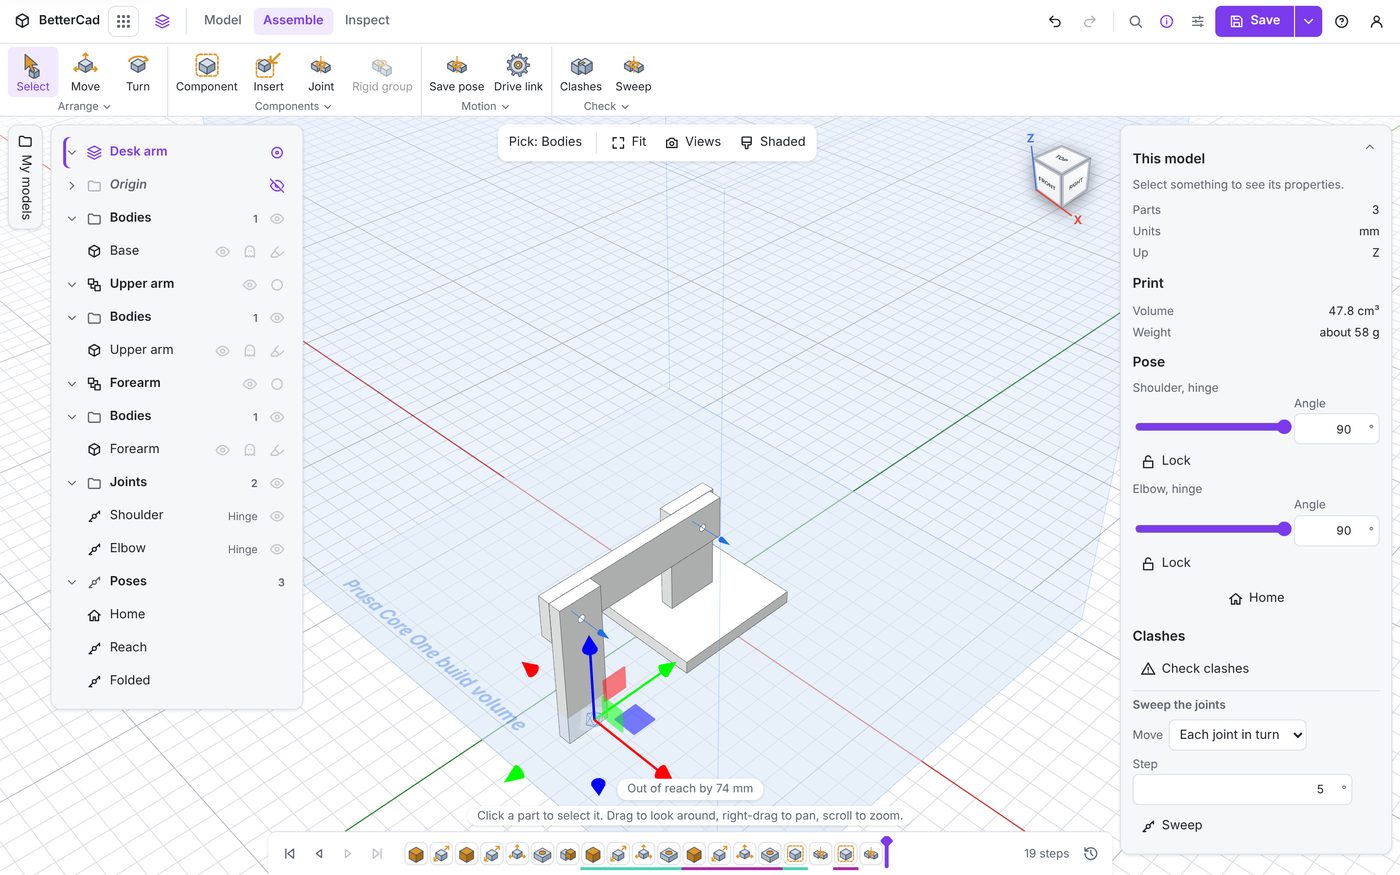 BetterCad
Model
Assemble
Inspect
Save
Select
Move
Turn
Component
Insert
Joint
Rigid group
Save pose
Drive link
Clashes
Sweep
Arrange
Components
Motion
Check
My models
Desk arm
Origin
Bodies 1
Base
Upper arm
Bodies 1
Upper arm
Forearm
Bodies 1
Forearm
Joints 2
Shoulder Hinge
Elbow Hinge
Poses 3
Home
Reach
Folded
Pick: Bodies
Fit
Views
Shaded
Z
TOP
FRONT
RIGHT
X
Prusa Core One build volume
Out of reach by 74 mm
Click a part to select it. Drag to look around, right-drag to pan, scroll to zoom.
19 steps
This model
Select something to see its properties.
Parts 3
Units mm
Up Z
Print
Volume 47.8 cm³
Weight about 58 g
Pose
Shoulder, hinge
Angle
90 °
Lock
Elbow, hinge
Angle
90 °
Lock
Home
Clashes
Check clashes
Sweep the joints
Move Each joint in turn
Step
5 °
Sweep